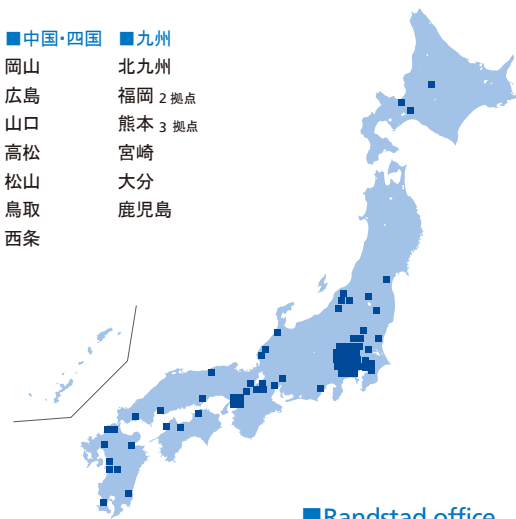 ■中国･四国
岡山
広島
山口
高松
松山
鳥取
西条
■九州
北九州
福岡 2 拠点
熊本 3 拠点
宮崎
大分
鹿児島
■Randstad office